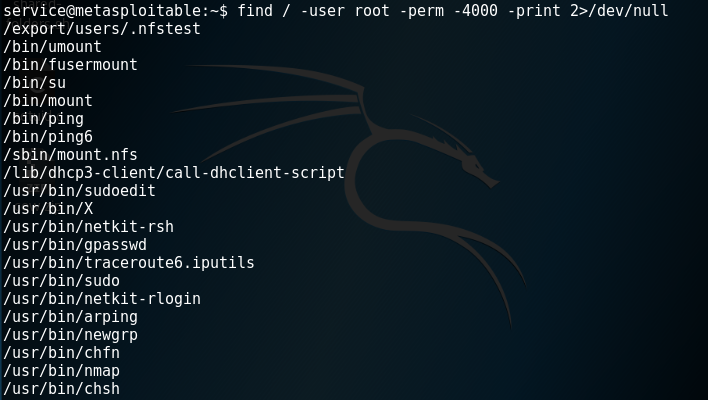 service@metasploitable:~$ find / -user root -perm -4000 -print 2>/dev/null
/export/users/.nfstest
/bin/umount
/bin/fusermount
/bin/su
/bin/mount
/bin/ping
/bin/ping6
/sbin/mount.nfs
/lib/dhcp3-client/call-dhclient-script
/usr/bin/sudoedit
/usr/bin/X
/usr/bin/netkit-rsh
/usr/bin/gpasswd
/usr/bin/traceroute6.iputils
/usr/bin/sudo
/usr/bin/netkit-rlogin
/usr/bin/arping
/usr/bin/newgrp
/usr/bin/chfn
/usr/bin/nmap
/usr/bin/chsh